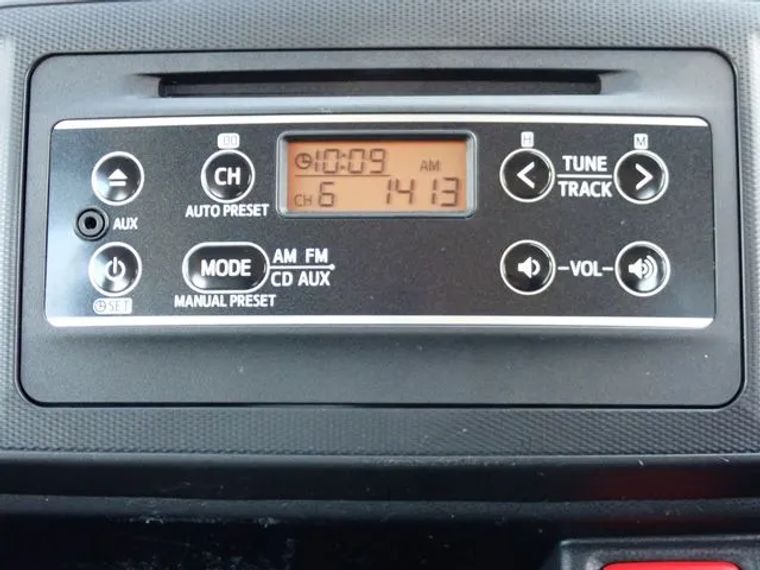 :00
H
M
10:09
AM
CH
TUNE
TRACK
CH 6 1413
AUTO PRESET
AUX
MODE
AM FM
CD AUX
VOL
SET
MANUAL PRESET